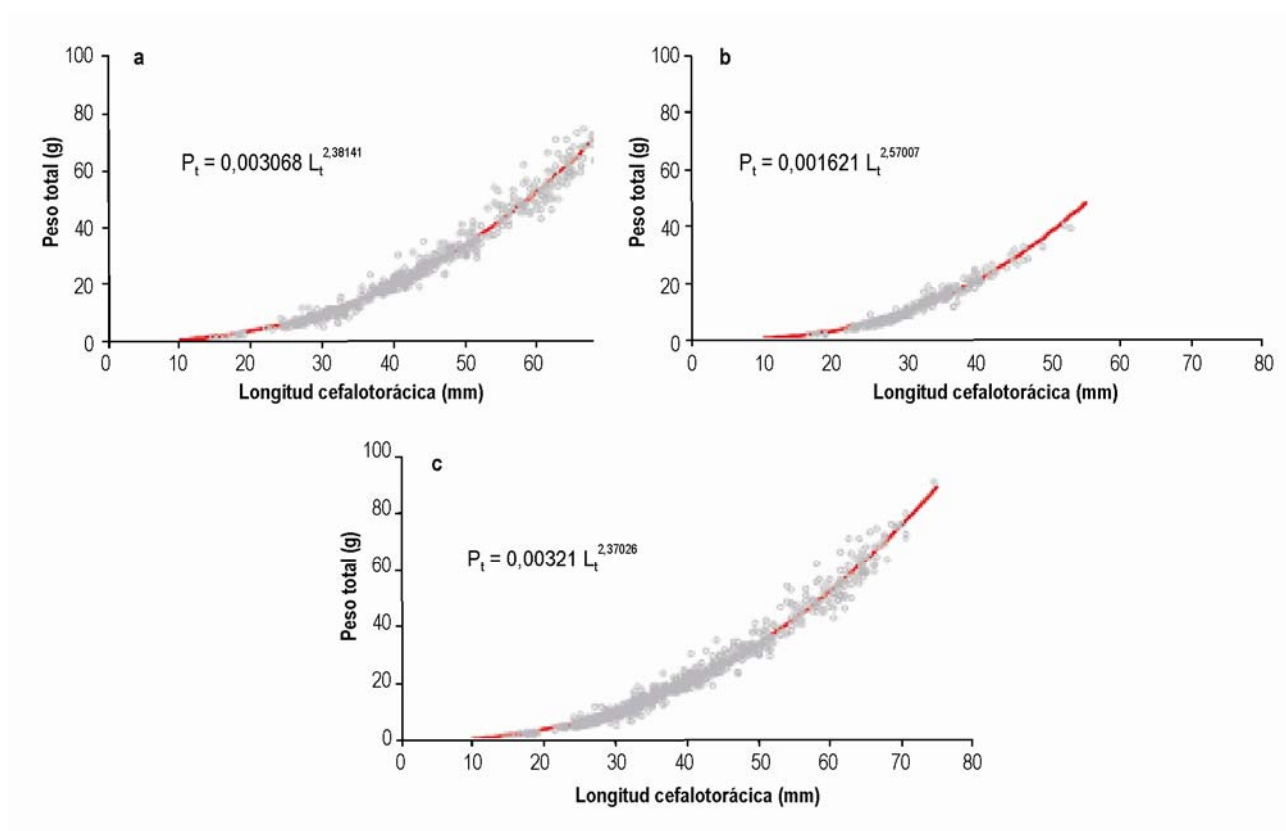 a
100
80
60
40
20
0
Peso total (g)
P_t = 0,003068 L_t^2,38141
0 10 20 30 40 50 60
Longitud cefalotorácica (mm)
b
100
80
60
40
20
0
Peso total (g)
P_t = 0,001621 L_t^2,57007
0 10 20 30 40 50 60 70 80
Longitud cefalotorácica (mm)
c
100
80
60
40
20
0
Peso total (g)
P_t = 0,00321 L_t^2,37026
0 10 20 30 40 50 60 70 80
Longitud cefalotorácica (mm)